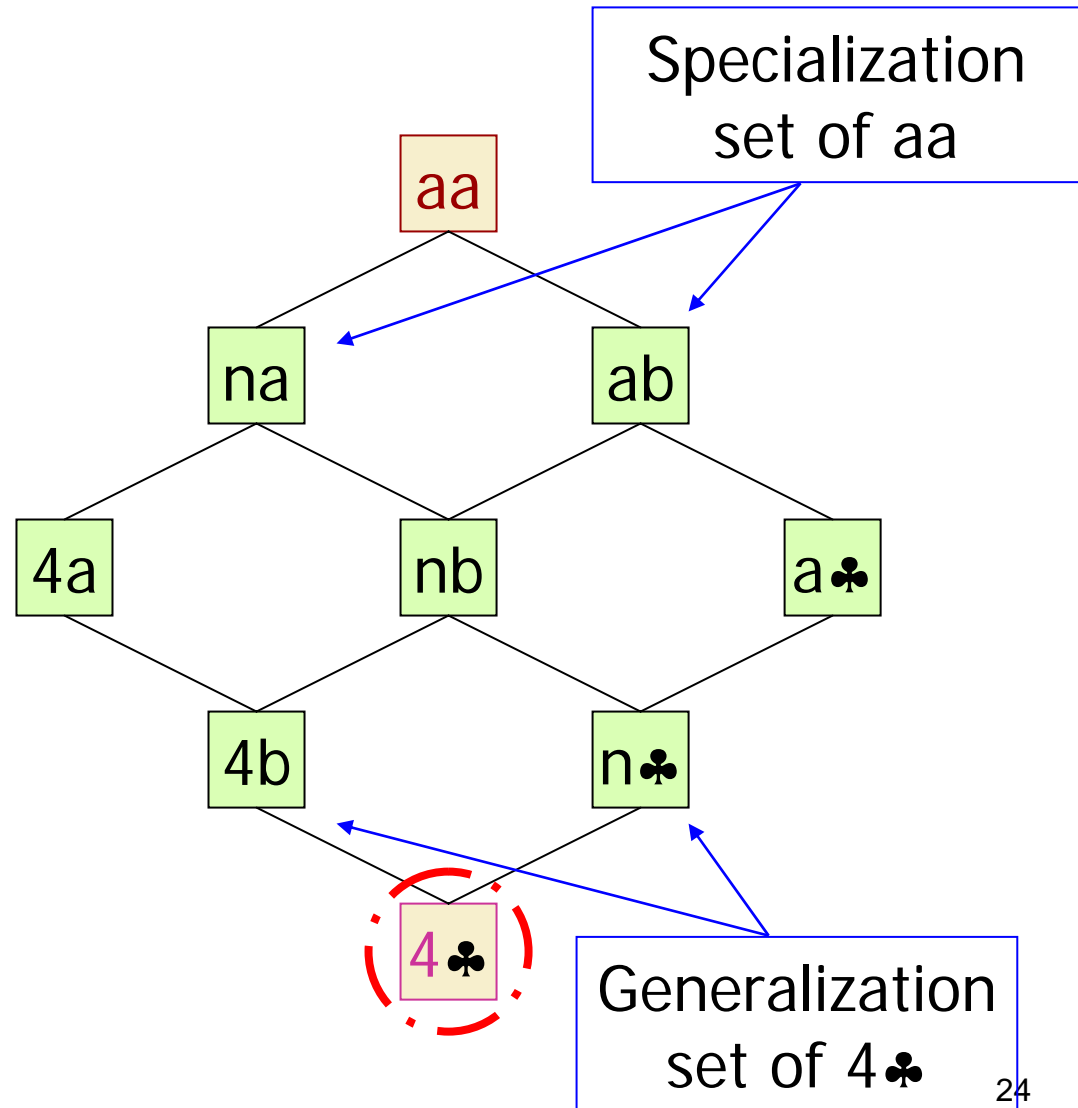 Specialization
set of aa
aa
na
ab
4a
nb
a♣
4b
n♣
4♣
Generalization
set of 4♣
24